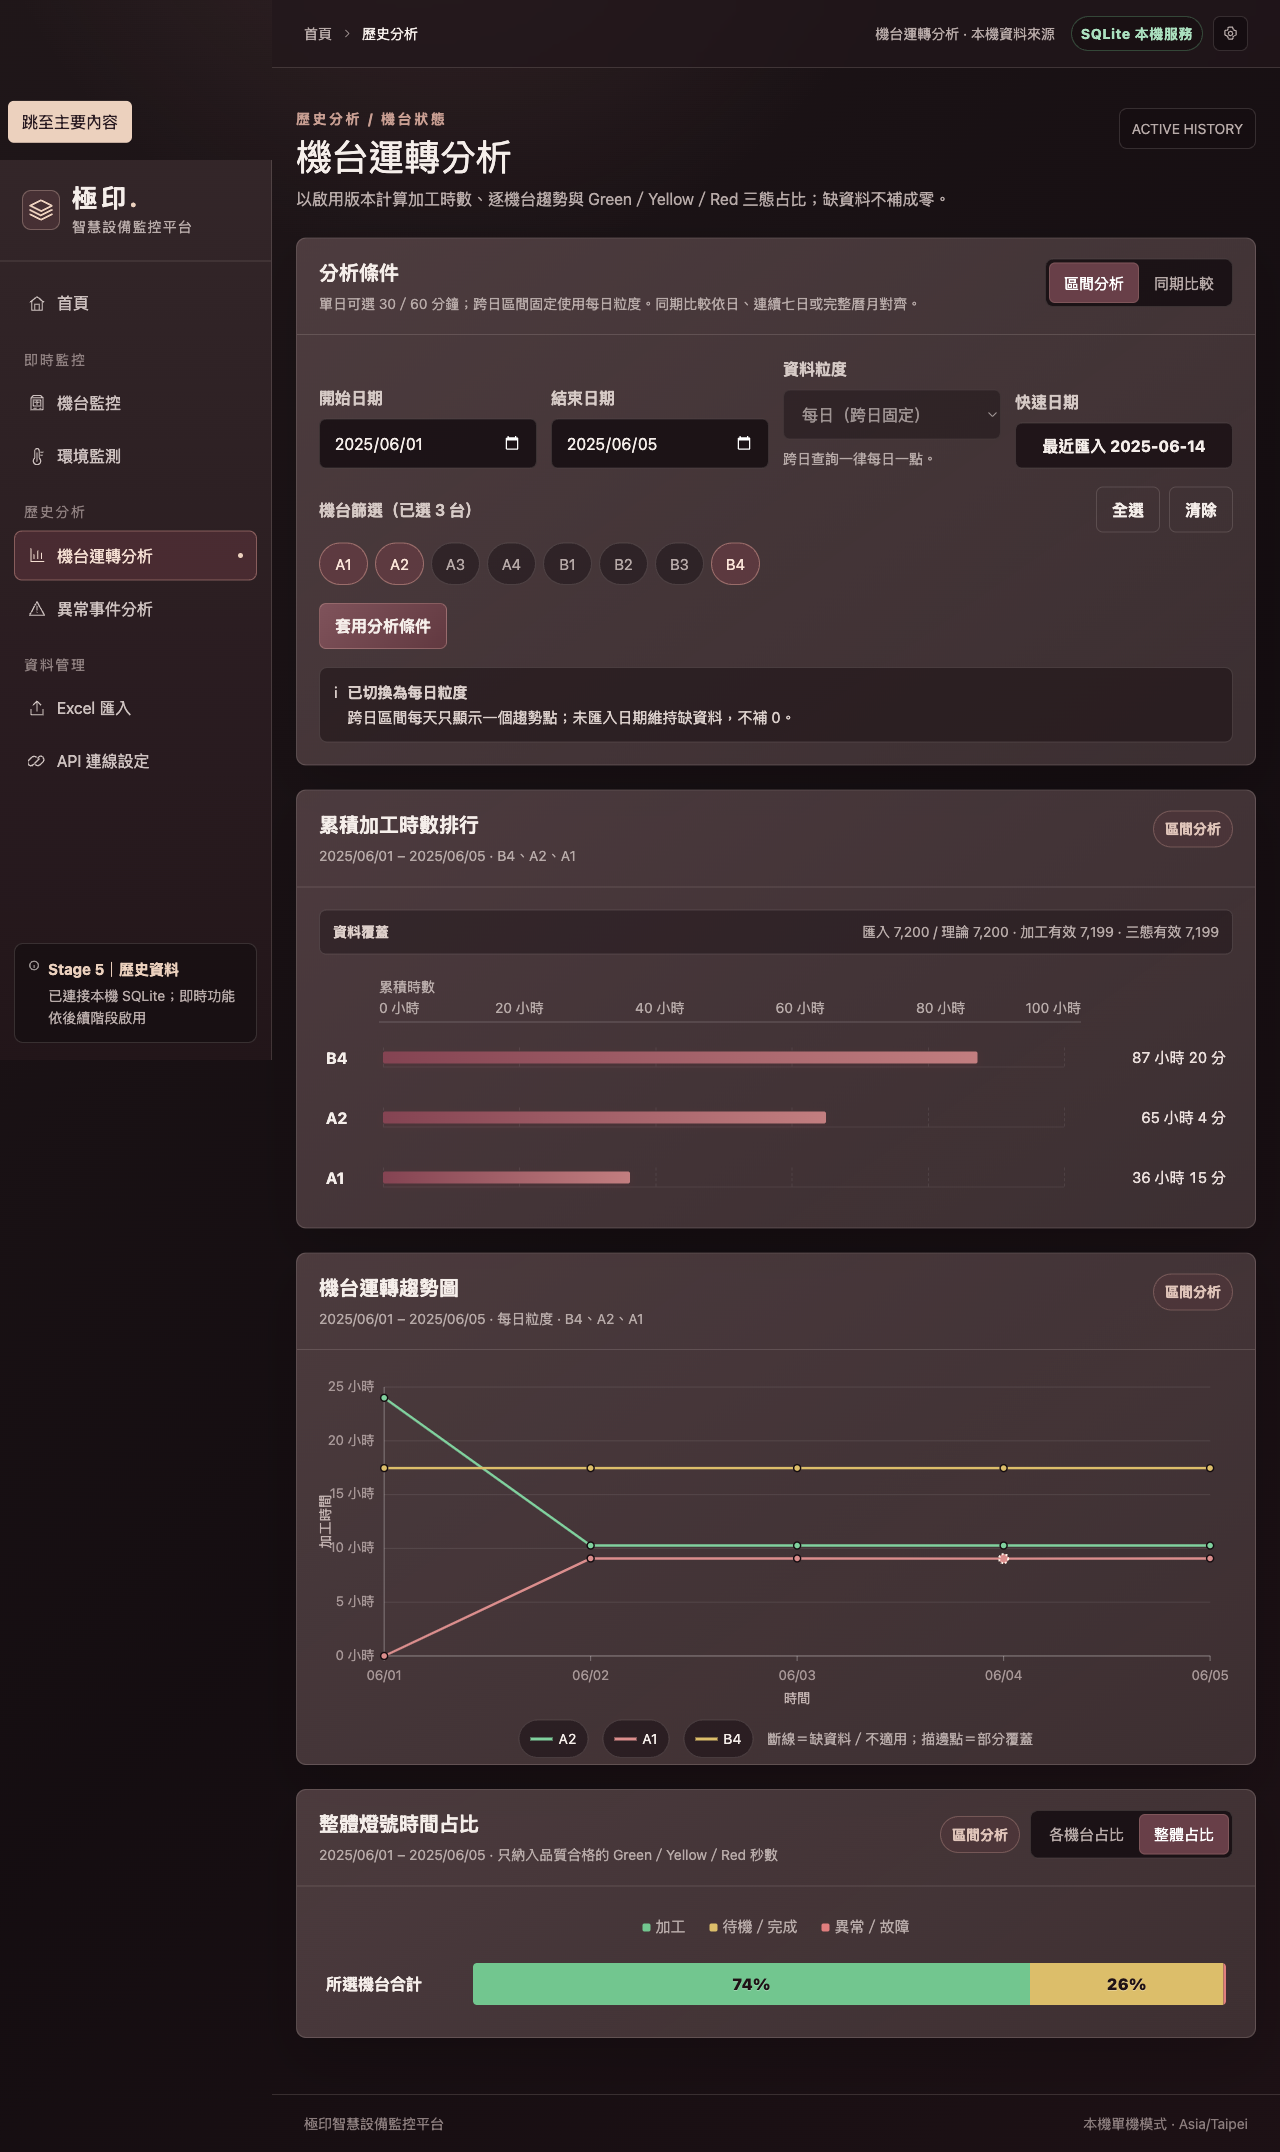 首頁 > 歷史分析
機台運轉分析 · 本機資料來源
SQLite 本機服務
跳至主要內容
極印.
智慧設備監控平台
首頁
即時監控
機台監控
環境監測
歷史分析
機台運轉分析
異常事件分析
資料管理
Excel 匯入
API 連線設定
Stage 5｜歷史資料
已連接本機 SQLite；即時功能
依後續階段啟用
歷史分析 / 機台狀態
機台運轉分析
以啟用版本計算加工時數、逐機台趨勢與 Green / Yellow / Red 三態占比；缺資料不補成零。
ACTIVE HISTORY
分析條件
單日可選 30 / 60 分鐘；跨日區間固定使用每日粒度。同期比較依日、連續七日或完整曆月對齊。
區間分析
同期比較
開始日期
2025/06/01
結束日期
2025/06/05
資料粒度
每日（跨日固定）
跨日查詢一律每日一點。
快速日期
最近匯入 2025-06-14
機台篩選（已選 3 台）
全選
清除
A1
A2
A3
A4
B1
B2
B3
B4
套用分析條件
i 已切換為每日粒度
跨日區間每天只顯示一個趨勢點；未匯入日期維持缺資料，不補 0。
累積加工時數排行
2025/06/01 – 2025/06/05 · B4、A2、A1
區間分析
資料覆蓋
匯入 7,200 / 理論 7,200 · 加工有效 7,199 · 三態有效 7,199
累積時數
0 小時
20 小時
40 小時
60 小時
80 小時
100 小時
B4
87 小時 20 分
A2
65 小時 4 分
A1
36 小時 15 分
機台運轉趨勢圖
2025/06/01 – 2025/06/05 · 每日粒度 · B4、A2、A1
區間分析
25 小時
20 小時
15 小時
10 小時
5 小時
0 小時
加工時間
06/01
06/02
06/03
06/04
06/05
時間
A2
A1
B4
斷線＝缺資料 / 不適用；描邊點＝部分覆蓋
整體燈號時間占比
2025/06/01 – 2025/06/05 · 只納入品質合格的 Green / Yellow / Red 秒數
區間分析
各機台占比
整體占比
加工
待機 / 完成
異常 / 故障
所選機台合計
74%
26%
極印智慧設備監控平台
本機單機模式 · Asia/Taipei